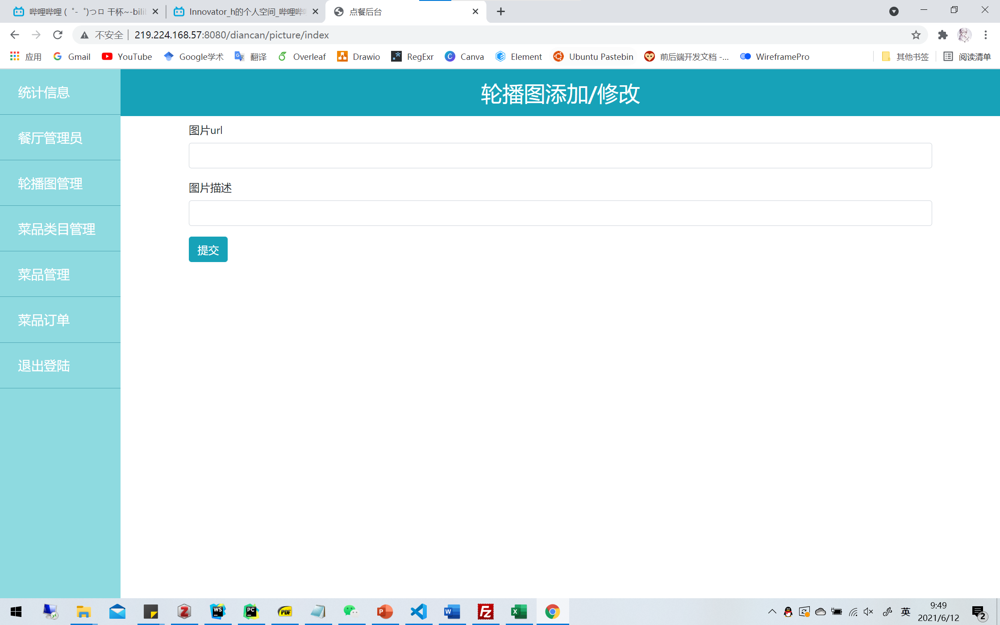 哔哩哔哩 (゜-゜)つロ 干杯~-bili
Innovator_h的个人空间_哔哩哔
点餐后台
不安全
219.224.168.57:8080/diancan/picture/index
应用
Gmail
YouTube
Google学术
翻译
Overleaf
Drawio
RegExr
Canva
Element
Ubuntu Pastebin
前后端开发文档 -...
WireframePro
其他书签
阅读清单
统计信息
餐厅管理员
轮播图管理
菜品类目管理
菜品管理
菜品订单
退出登陆
轮播图添加/修改
图片url
图片描述
提交
英
9:49
2021/6/12
2